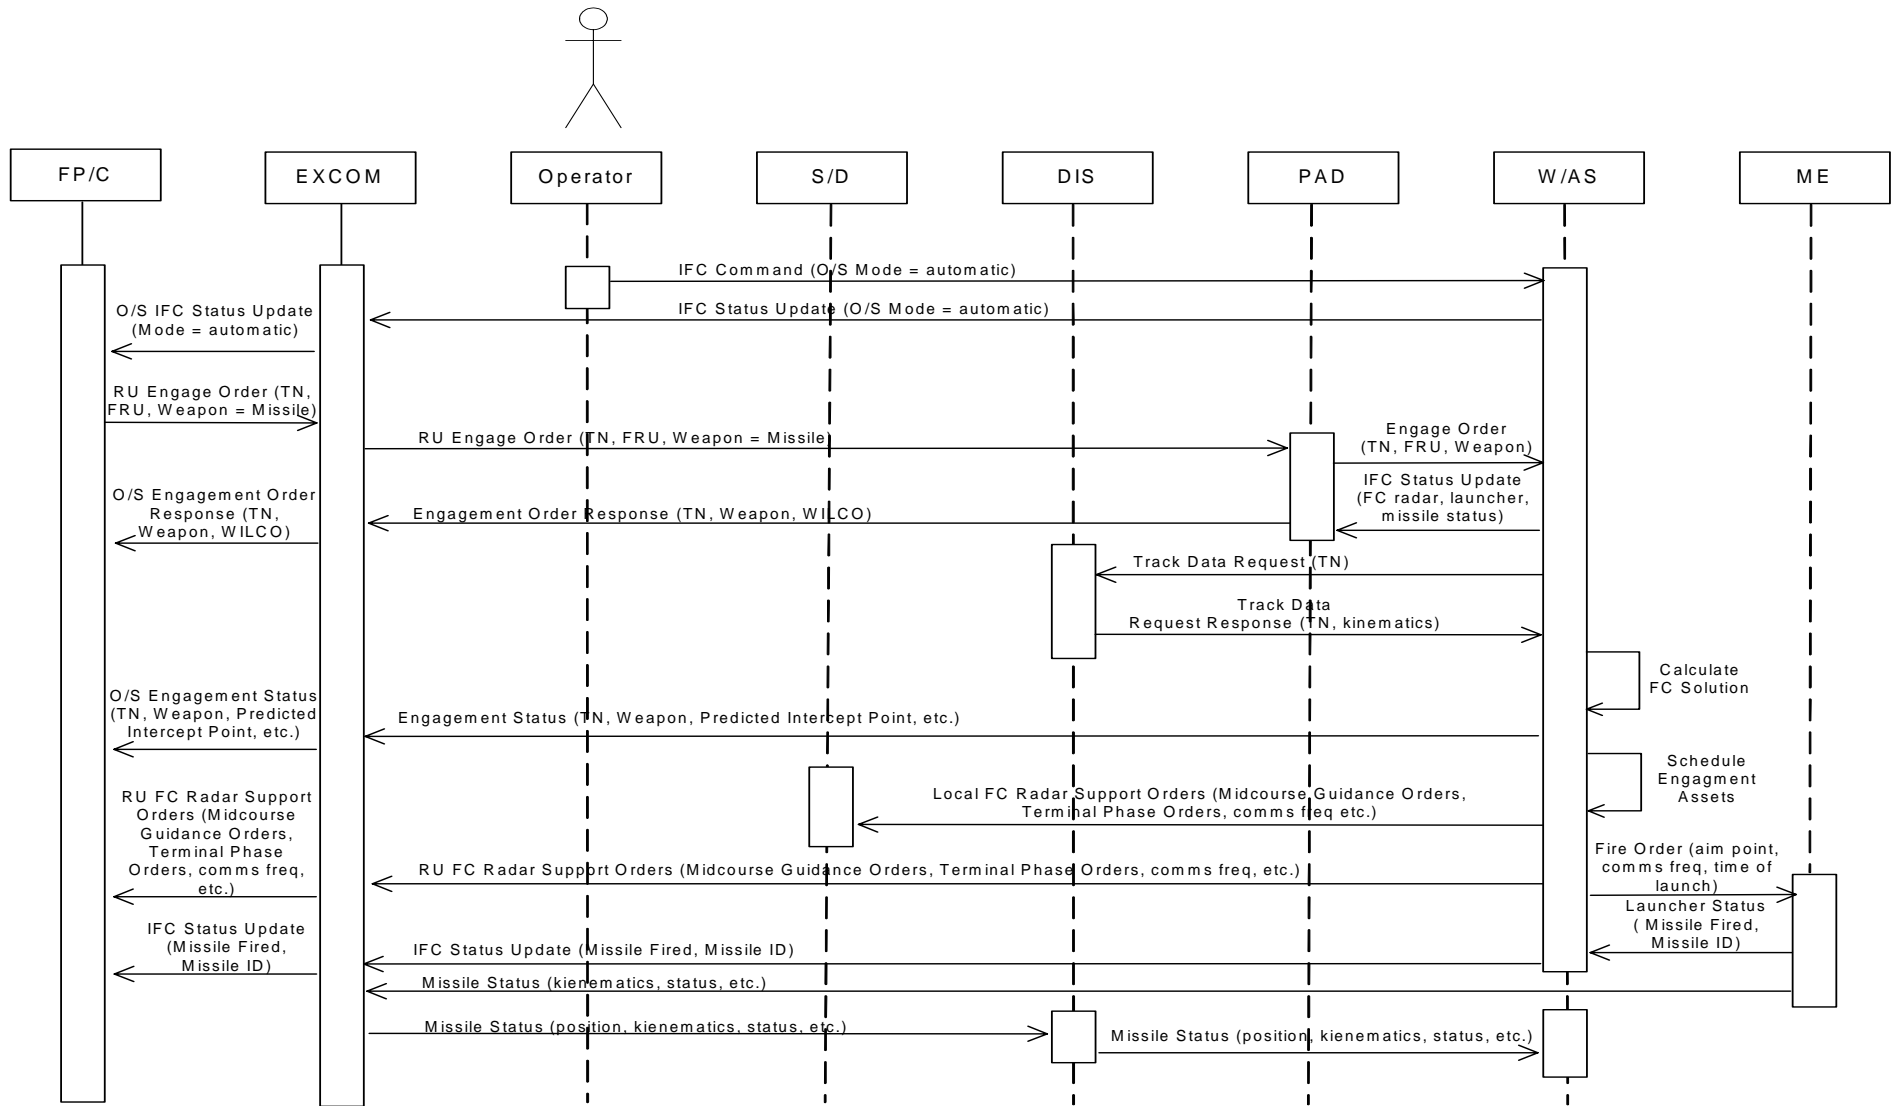 FP/C
EXCOM
Operator
S/D
DIS
PAD
W/AS
ME
IFC Command (O/S Mode = automatic)
IFC Status Update (O/S Mode = automatic)
O/S IFC Status Update
(Mode = automatic)
RU Engage Order (TN,
FRU, Weapon = Missile)
RU Engage Order (TN, FRU, Weapon = Missile)
Engage Order
(TN, FRU, Weapon)
IFC Status Update
(FC radar, launcher,
missile status)
Engagement Order Response (TN, Weapon, WILCO)
O/S Engagement Order
Response (TN,
Weapon, WILCO)
Track Data Request (TN)
Track Data
Request Response (TN, kinematics)
Calculate
FC Solution
Engagement Status (TN, Weapon, Predicted Intercept Point, etc.)
O/S Engagement Status
(TN, Weapon, Predicted
Intercept Point, etc.)
Schedule
Engagment
Assets
Local FC Radar Support Orders (Midcourse Guidance Orders,
Terminal Phase Orders, comms freq etc.)
RU FC Radar Support
Orders (Midcourse
Guidance Orders,
Terminal Phase
Orders, comms freq,
etc.)
RU FC Radar Support Orders (Midcourse Guidance Orders, Terminal Phase Orders, comms freq, etc.)
Fire Order (aim point,
comms freq, time of
launch)
Launcher Status
( Missile Fired,
Missile ID)
IFC Status Update (Missile Fired, Missile ID)
IFC Status Update
(Missile Fired,
Missile ID)
Missile Status (kienematics, status, etc.)
Missile Status (position, kienematics, status, etc.)
Missile Status (position, kienematics, status, etc.)